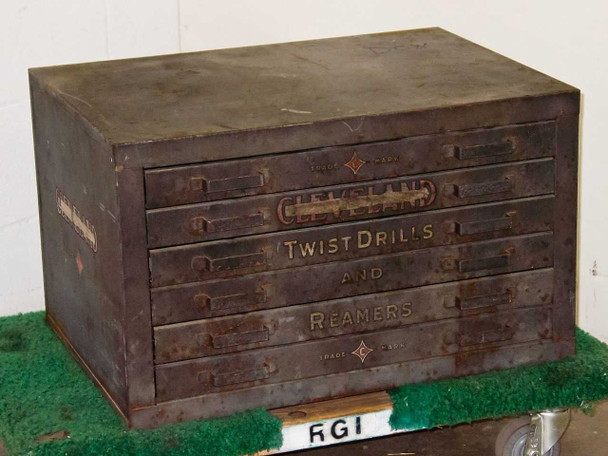 TRADE C MARK
CLEVELAND
TWIST DRILLS
AND
REAMERS
TRADE C MARK
RGI